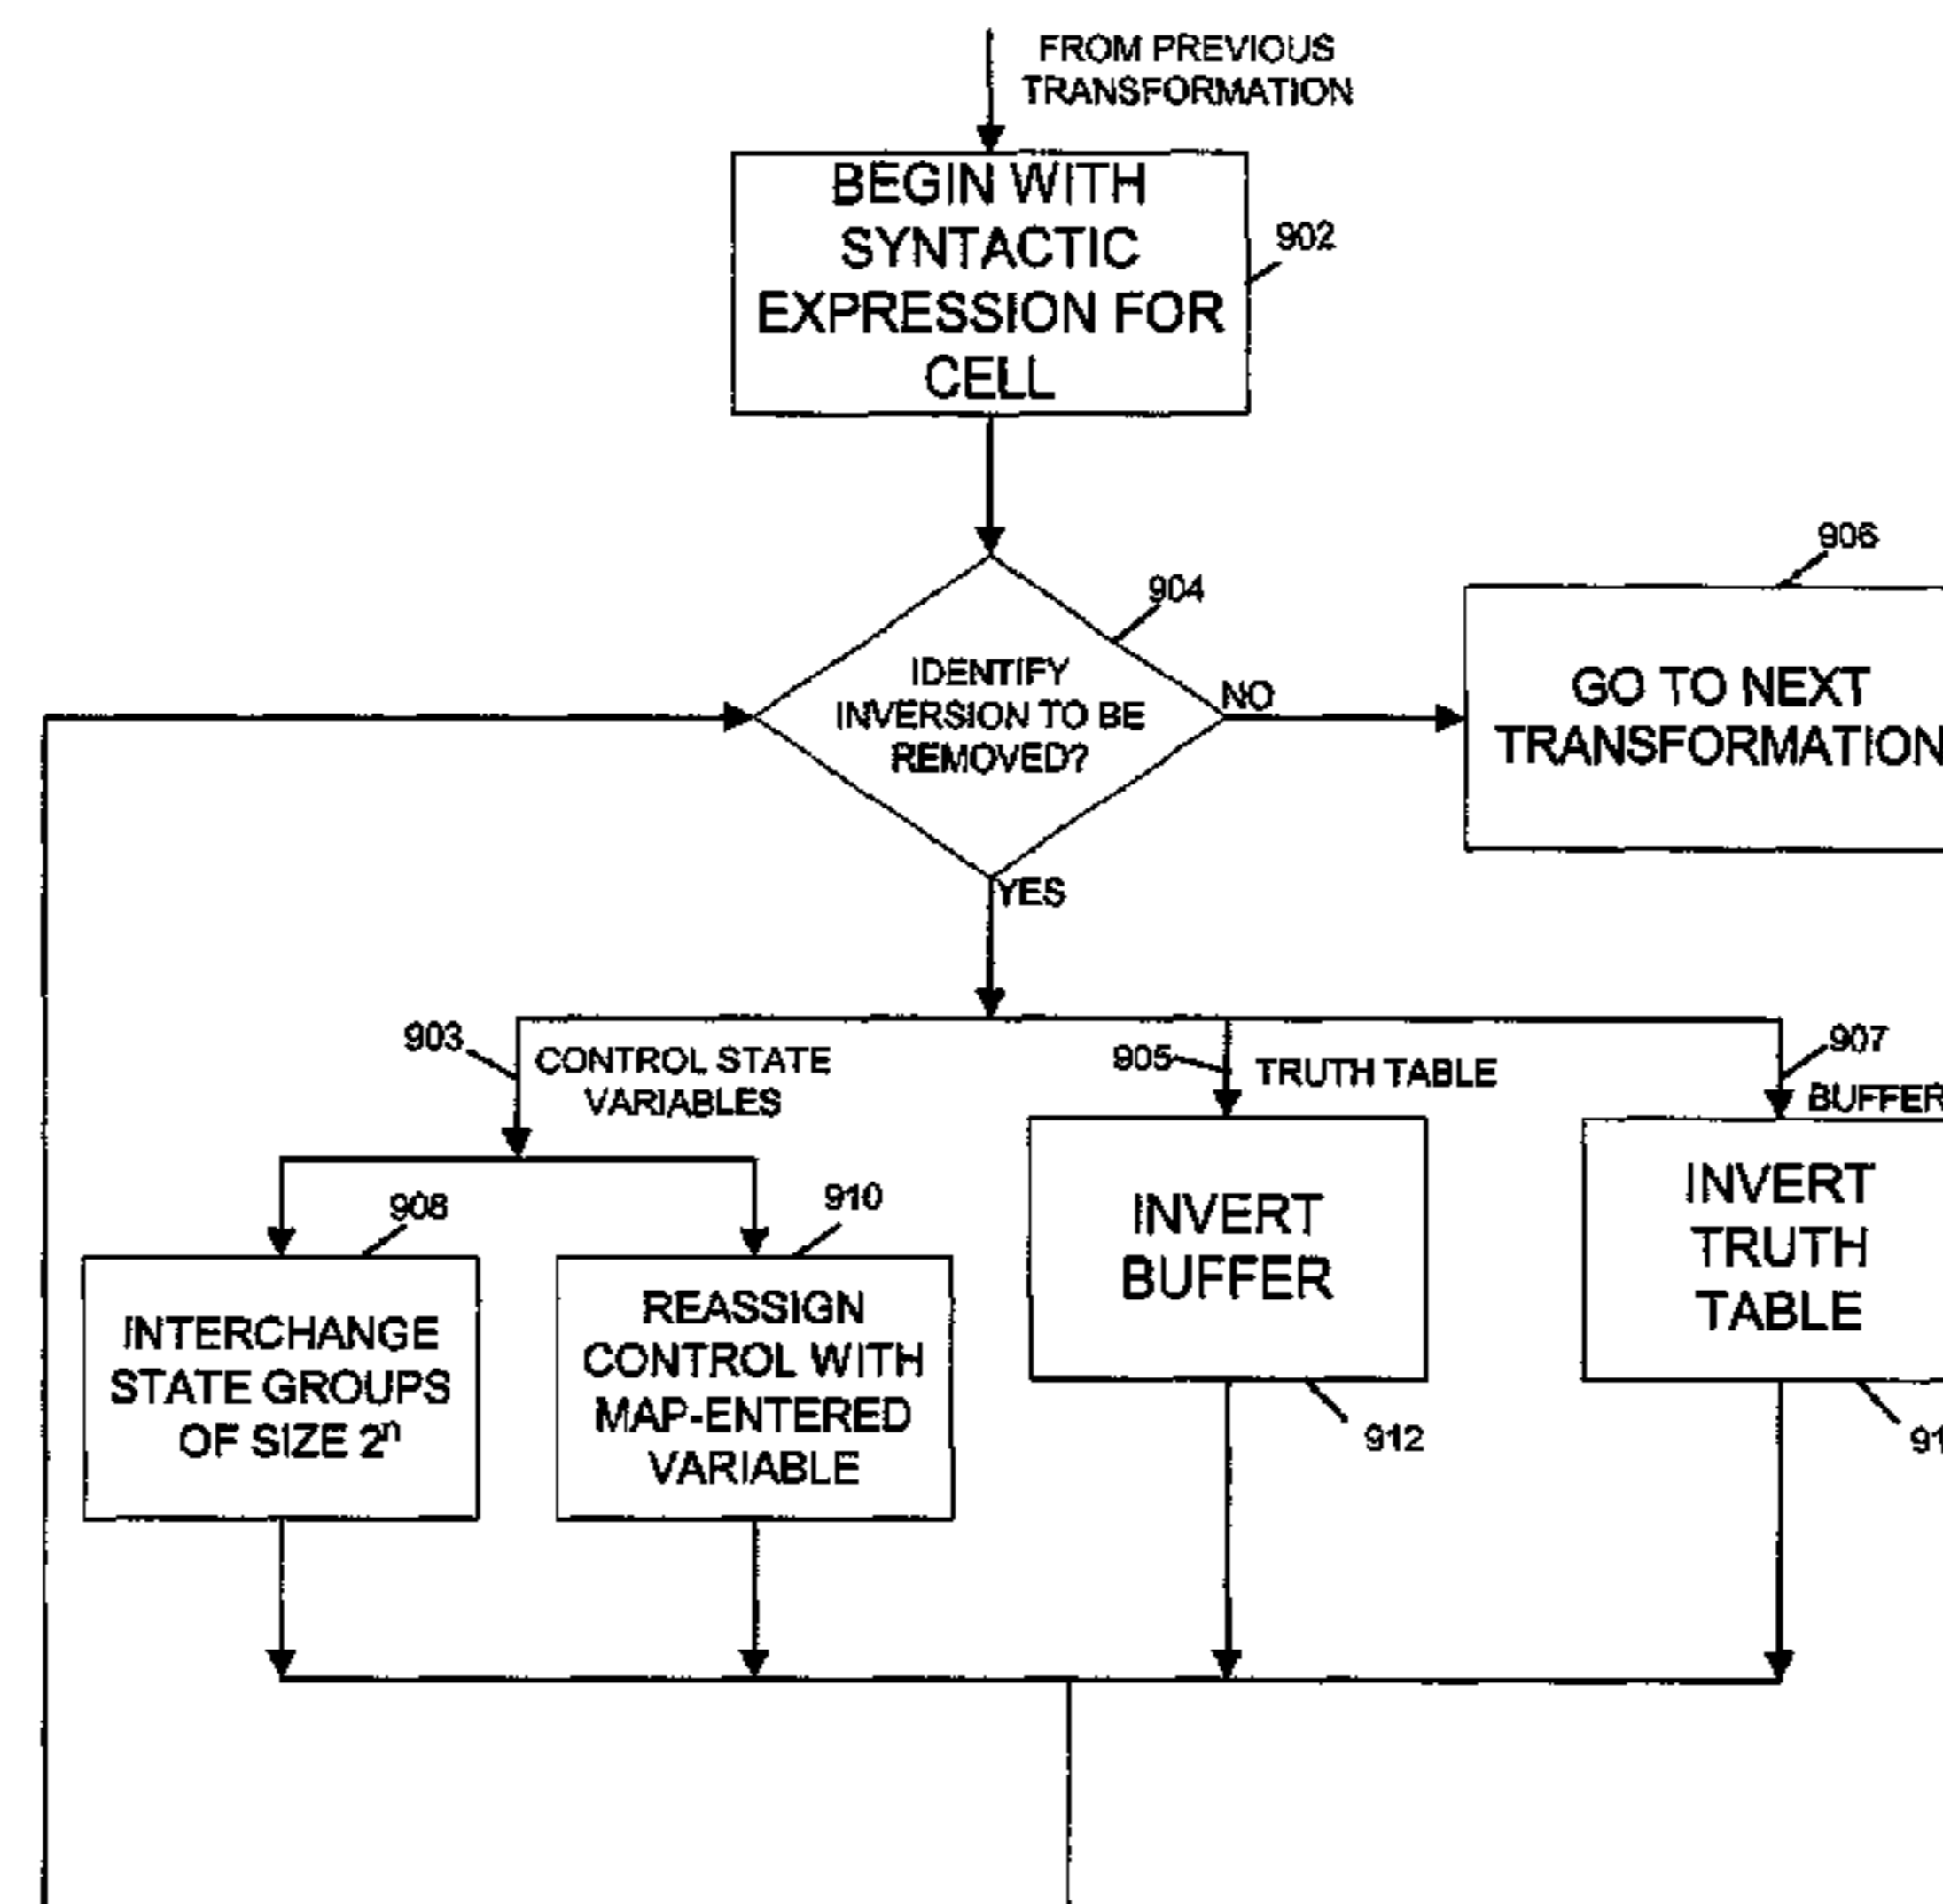 FROM PREVIOUS
TRANSFORMATION
BEGIN WITH
SYNTACTIC
EXPRESSION FOR
CELL
902
904
906
IDENTIFY
INVERSION TO BE
REMOVED?
NO
GO TO NEXT
TRANSFORMATION
YES
903
CONTROL STATE
VARIABLES
905
TRUTH TABLE
907
BUFFER
908
910
INTERCHANGE
STATE GROUPS
OF SIZE 2ⁿ
REASSIGN
CONTROL WITH
MAP-ENTERED
VARIABLE
INVERT
BUFFER
912
INVERT
TRUTH
TABLE